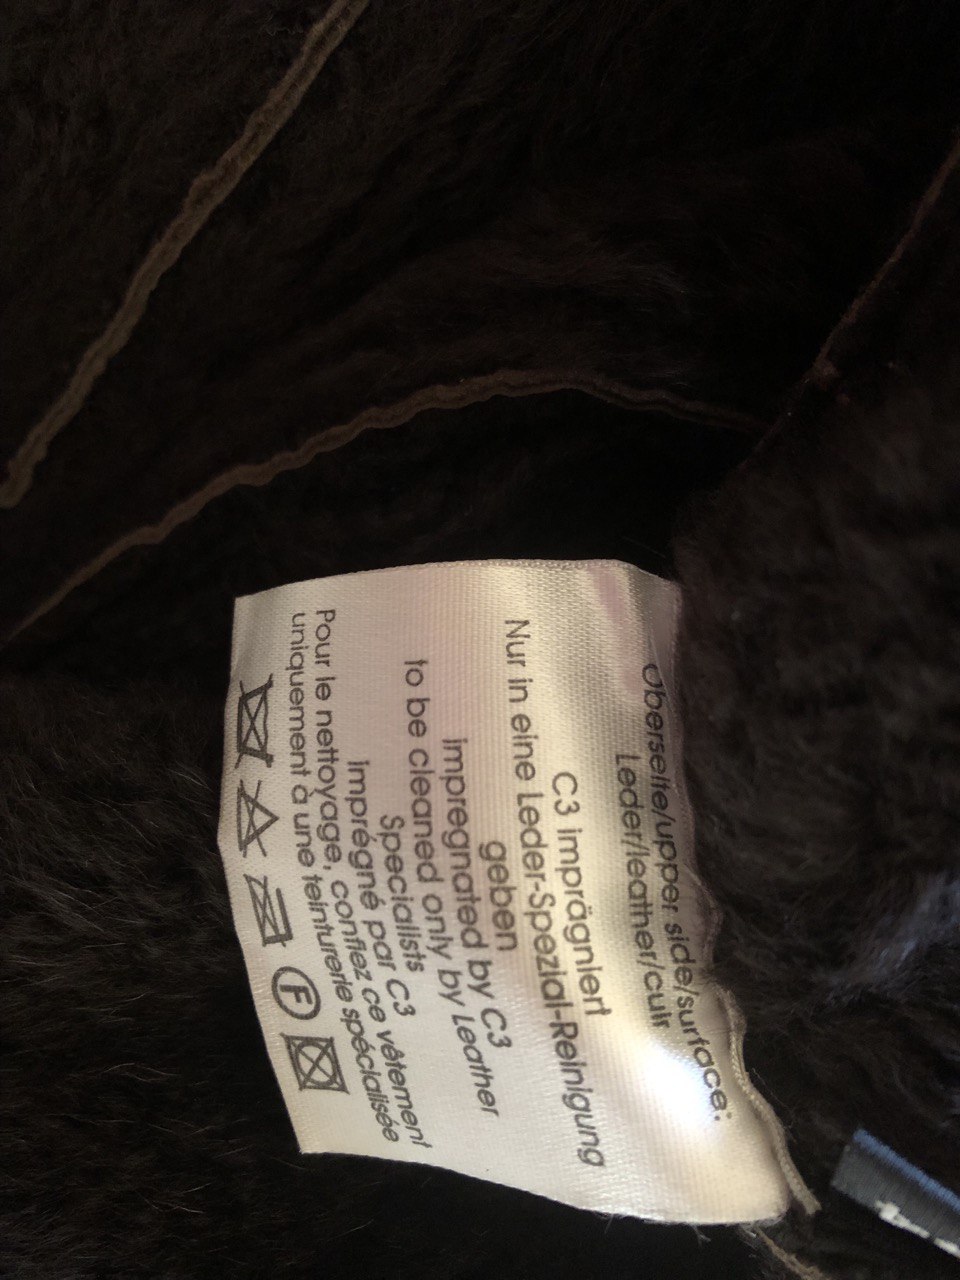 Oberseite/upper side/surface:
Leder/leather/cuir
C3 imprägniert
Nur in eine Leder-Spezial-Reinigung
geben
impregnated by C3
to be cleaned only by Leather
Specialists
imprégné par C3
Pour le nettoyage, confiez ce vêtement
uniquement à une teinturerie spécialisée
F